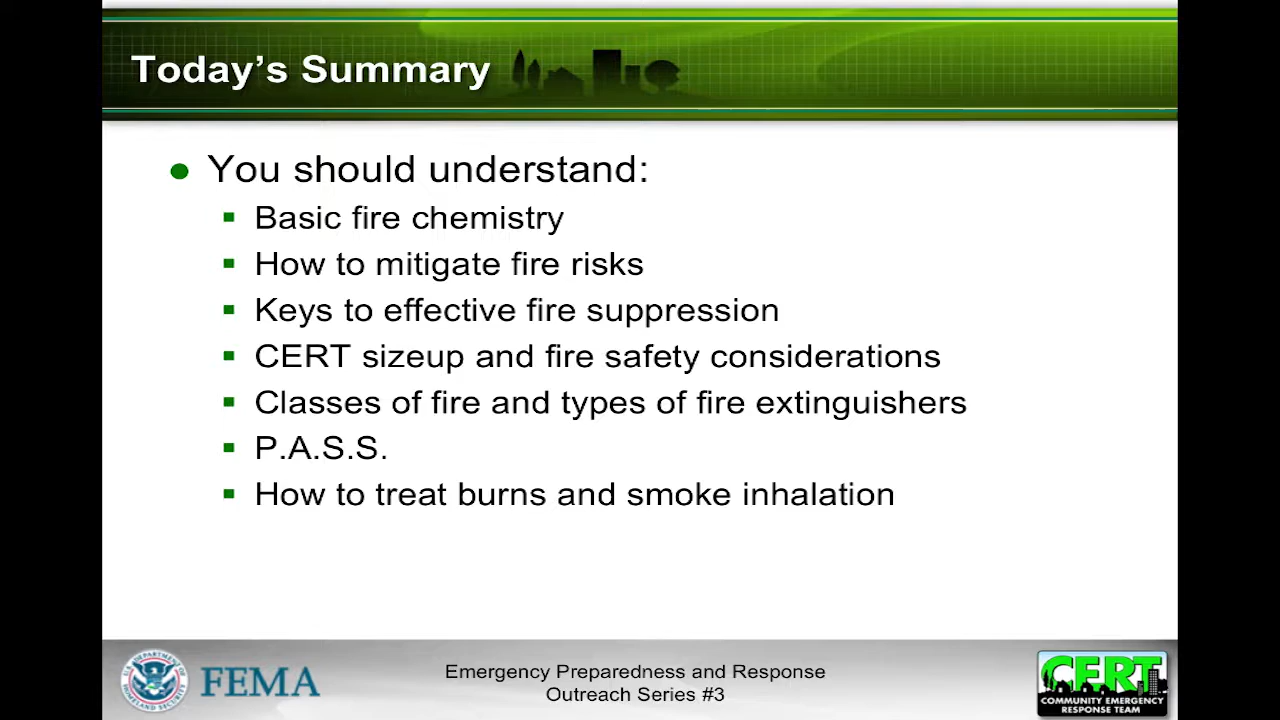 Today's Summary
You should understand:
Basic fire chemistry
How to mitigate fire risks
Keys to effective fire suppression
CERT sizeup and fire safety considerations
Classes of fire and types of fire extinguishers
P.A.S.S.
How to treat burns and smoke inhalation
FEMA
Emergency Preparedness and Response
Outreach Series #3
CERT
COMMUNITY EMERGENCY
RESPONSE TEAM